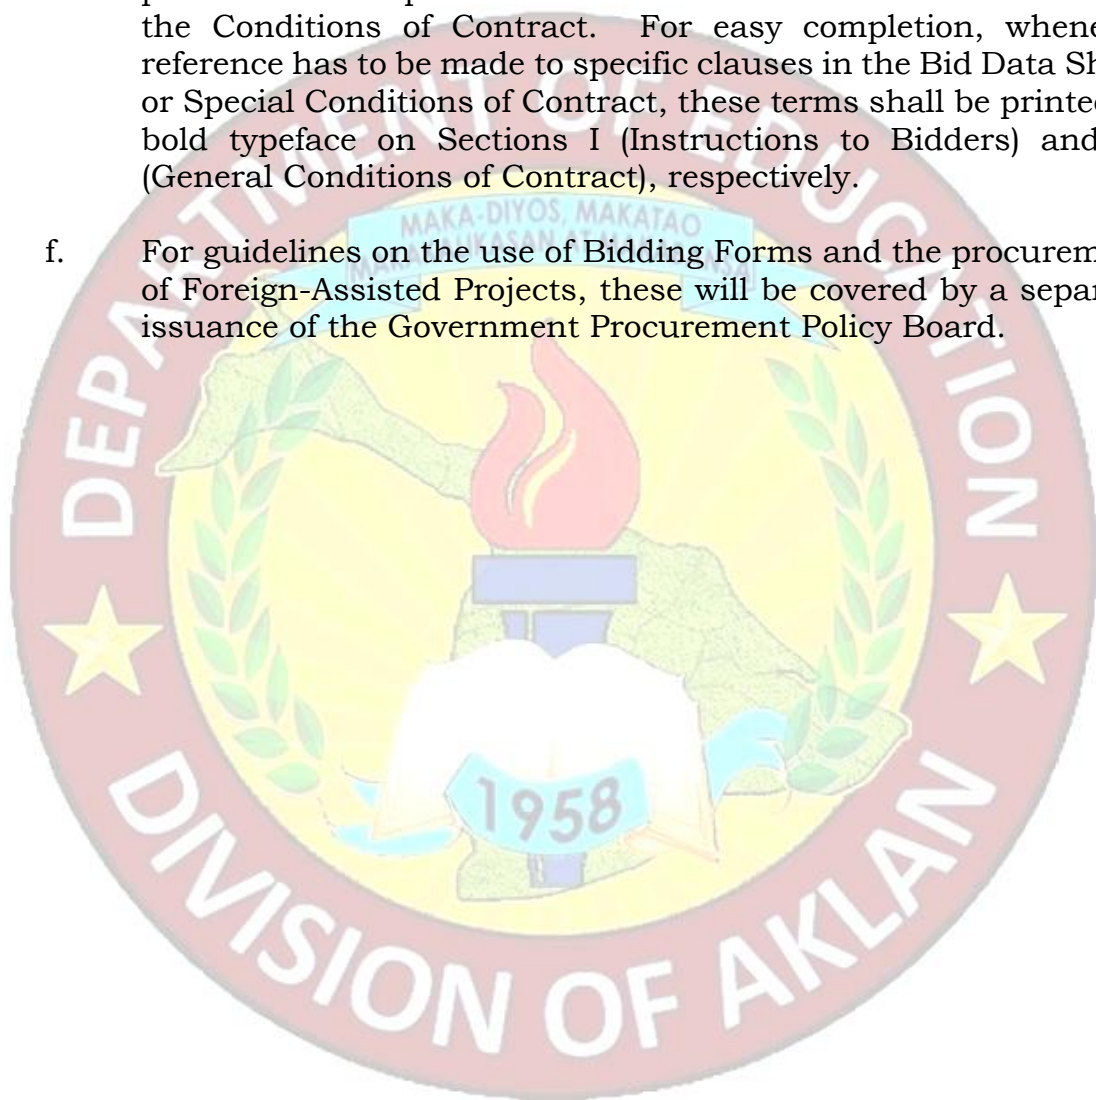 the Conditions of Contract. For easy completion, whene
reference has to be made to specific clauses in the Bid Data Sh
or Special Conditions of Contract, these terms shall be printe
bold typeface on Sections I (Instructions to Bidders) and
(General Conditions of Contract), respectively.
f. For guidelines on the use of Bidding Forms and the procurem
of Foreign-Assisted Projects, these will be covered by a separ
issuance of the Government Procurement Policy Board.
DEPARTMENT OF EDUCATION
MAKA-DIYOS, MAKATAO
1958
DIVISION OF AKLAN